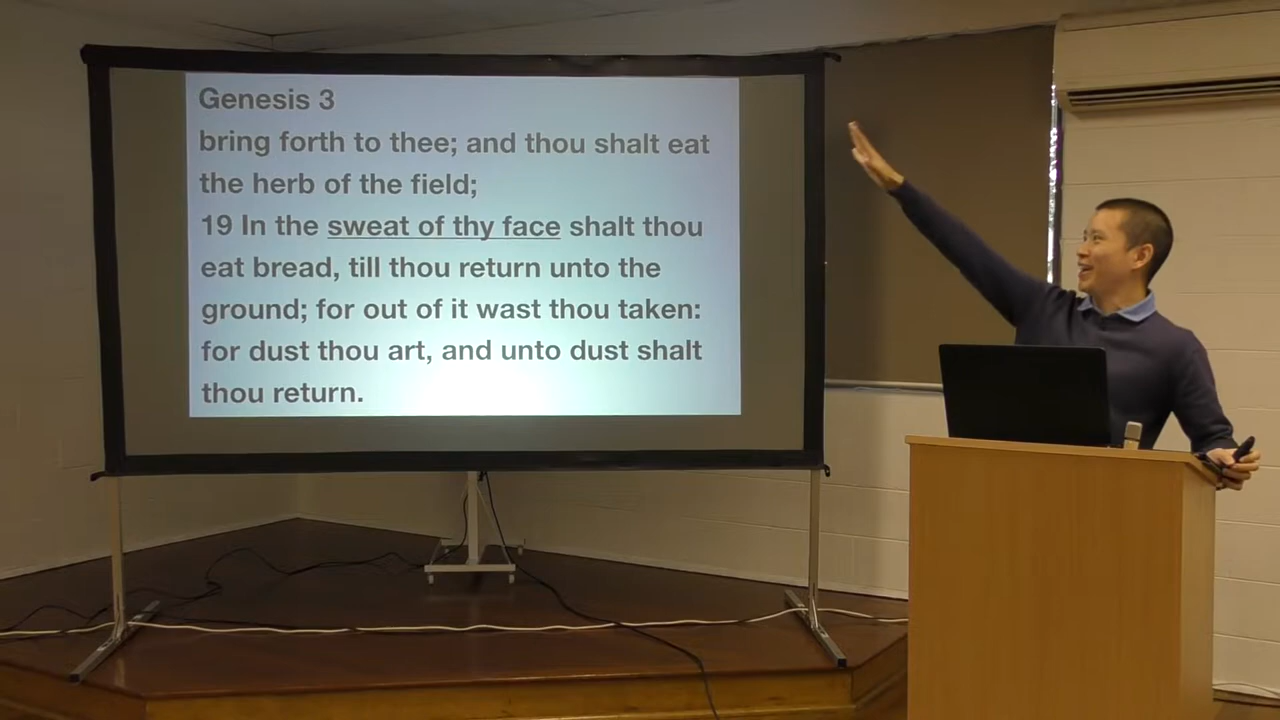 Genesis 3
bring forth to thee; and thou shalt eat
the herb of the field;
19 In the sweat of thy face shalt thou
eat bread, till thou return unto the
ground; for out of it wast thou taken:
for dust thou art, and unto dust shalt
thou return.